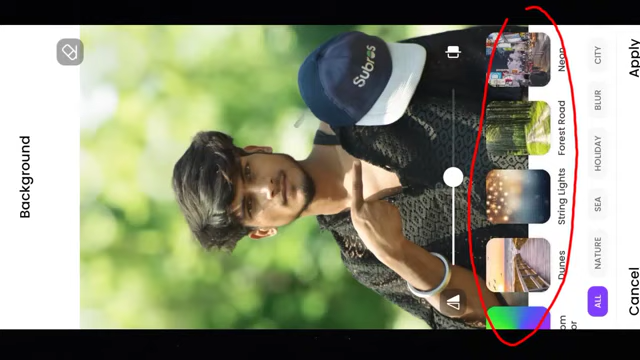 Background
Subros
Neon
Forest Road
String Lights
Dunes
CITY
BLUR
HOLIDAY
SEA
NATURE
ALL
Apply
Cancel